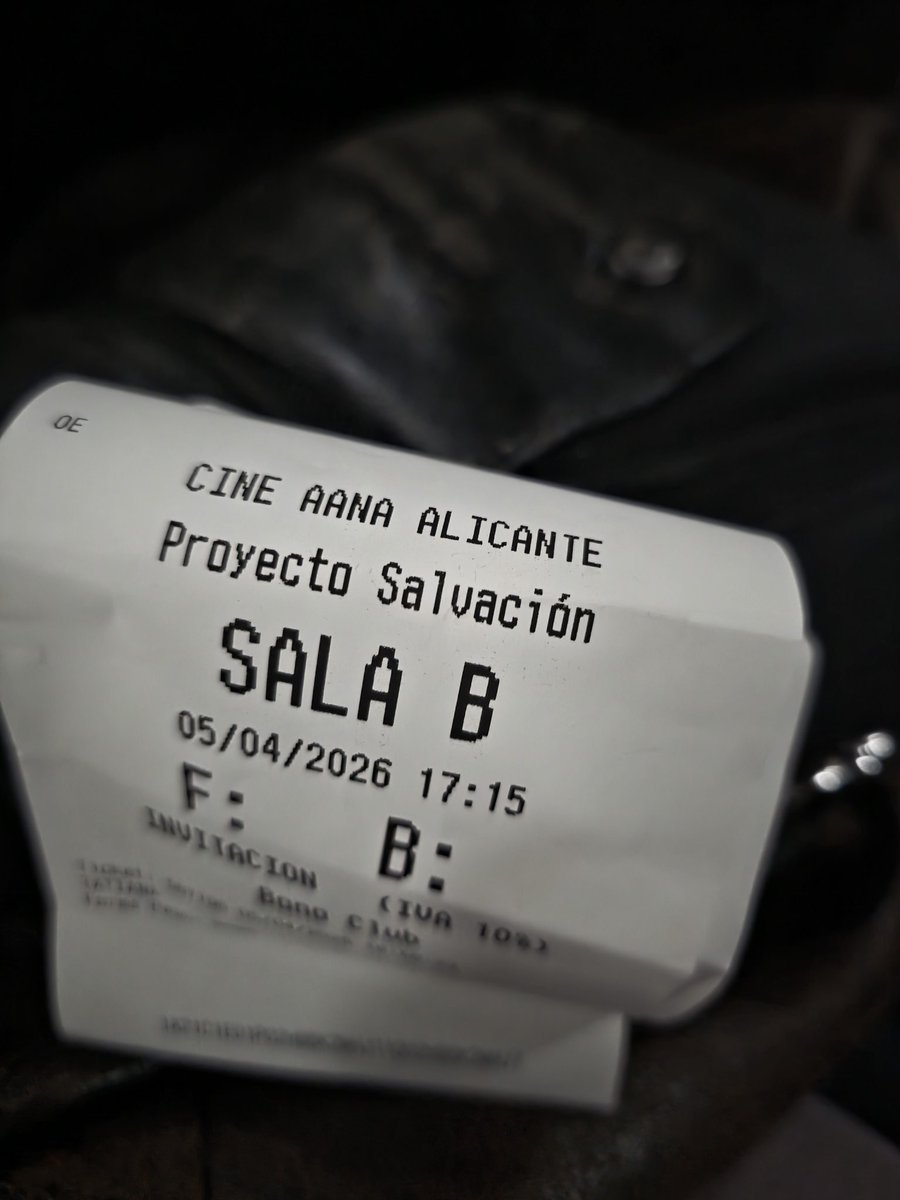 OE
CINE AANA ALICANTE
Proyecto Salvación
SALA B
05/04/2026 17:15
F: B:
INVITACION (IVA 10%)
Bono Club